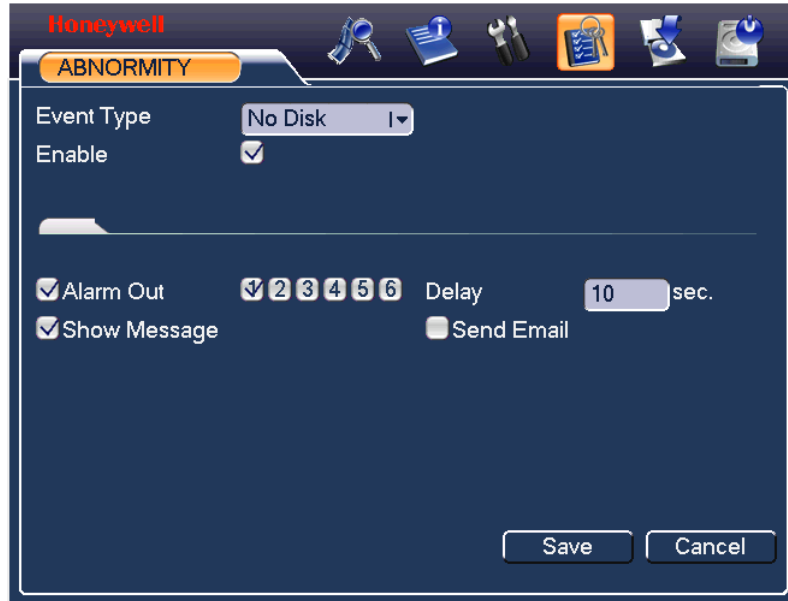 Honeywell
ABNORMITY
Event Type No Disk
Enable
Alarm Out 1 2 3 4 5 6 Delay 10 sec.
Show Message Send Email
Save Cancel